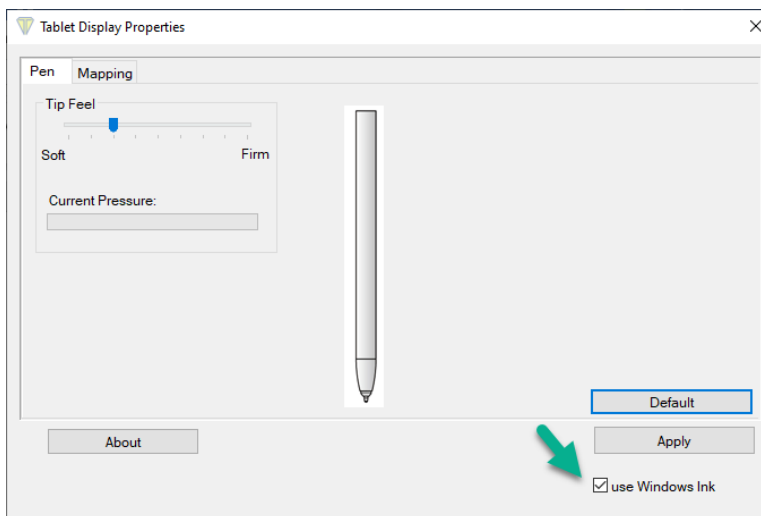 Tablet Display Properties
Pen
Mapping
Tip Feel
Soft
Firm
Current Pressure:
Default
About
Apply
use Windows Ink